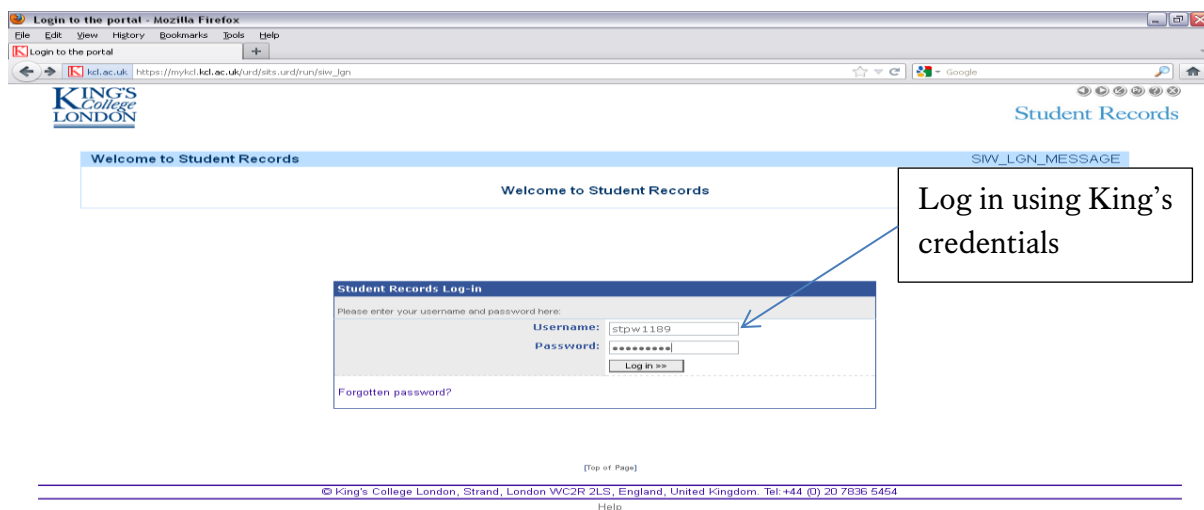 Login to the portal - Mozilla Firefox
File Edit View History Bookmarks Tools Help
Login to the portal +
kcl.ac.uk https://mykcl.kcl.ac.uk/urd/sits.urd/run/siw_lgn Google
KING'S
College
LONDON
Student Records
Welcome to Student Records SIW_LGN_MESSAGE
Welcome to Student Records
Log in using King's
credentials
Student Records Log-in
Please enter your username and password here:
Username: stpw1189
Password: •••••••••
Log in >>
Forgotten password?
[Top of Page]
© King's College London, Strand, London WC2R 2LS, England, United Kingdom. Tel:+44 (0) 20 7836 5454
Help